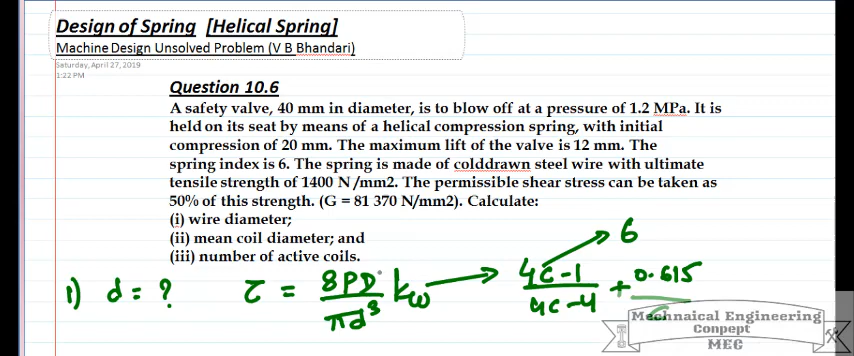 Design of Spring [Helical Spring]
Machine Design Unsolved Problem (V B Bhandari)
Saturday, April 27, 2019
1:22 PM
Question 10.6
A safety valve, 40 mm in diameter, is to blow off at a pressure of 1.2 MPa. It is
held on its seat by means of a helical compression spring, with initial
compression of 20 mm. The maximum lift of the valve is 12 mm. The
spring index is 6. The spring is made of colddrawn steel wire with ultimate
tensile strength of 1400 N /mm2. The permissible shear stress can be taken as
50% of this strength. (G = 81 370 N/mm2). Calculate:
(i) wire diameter;
(ii) mean coil diameter; and
(iii) number of active coils.
6
1) d = ? τ = 8PD/πd³ kw → 4C-1/4C-4 + 0.615/C
Mechnaical Engineering
Conpept
MEC